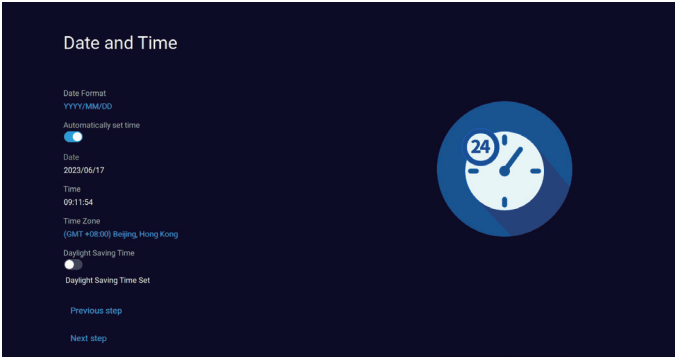 Date and Time
Date Format
YYYY/MM/DD
Automatically set time
Date
2023/06/17
Time
09:11:54
Time Zone
(GMT +08:00) Beijing, Hong Kong
Daylight Saving Time
Daylight Saving Time Set
Previous step
Next step
24